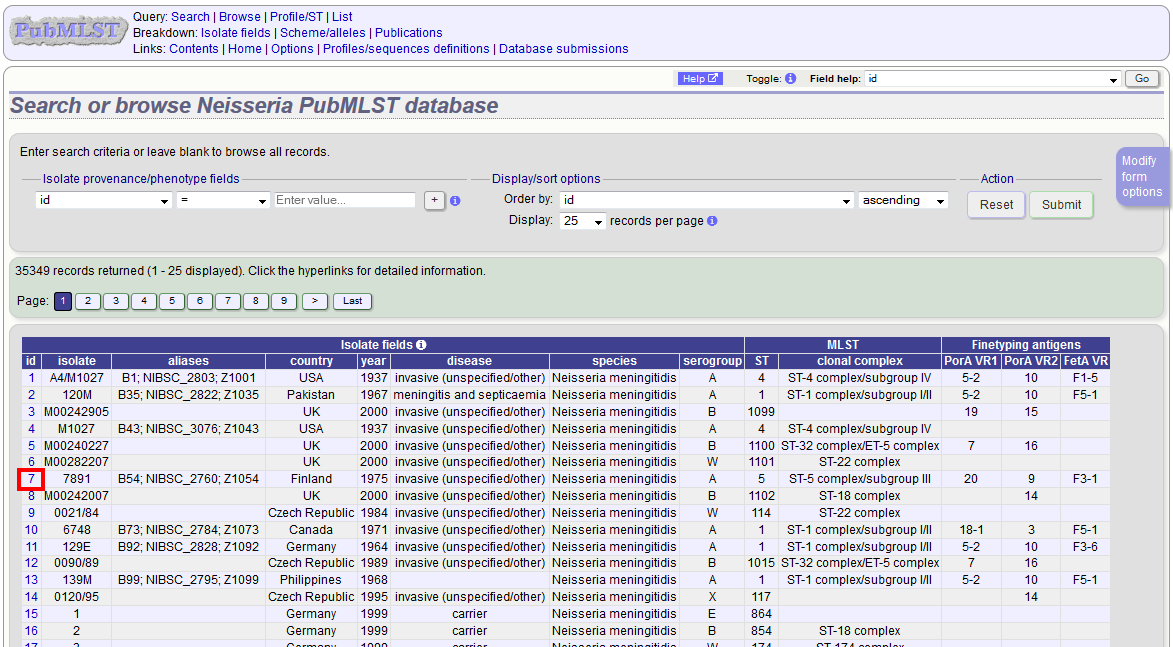 PubMLST
Query: Search | Browse | Profile/ST | List
Breakdown: Isolate fields | Scheme/alleles | Publications
Links: Contents | Home | Options | Profiles/sequences definitions | Database submissions
Help Toggle: i Field help: id Go
Search or browse Neisseria PubMLST database
Enter search criteria or leave blank to browse all records.
Modify form options
Isolate provenance/phenotype fields Display/sort options Action
id = Enter value... + i Order by: id ascending Reset Submit
Display: 25 records per page i
35349 records returned (1 - 25 displayed). Click the hyperlinks for detailed information.
Page: 1 2 3 4 5 6 7 8 9 > Last
Isolate fields i MLST Finetyping antigens
id isolate aliases country year disease species serogroup ST clonal complex PorA VR1 PorA VR2 FetA VR
1 A4/M1027 B1; NIBSC_2803; Z1001 USA 1937 invasive (unspecified/other) Neisseria meningitidis A 4 ST-4 complex/subgroup IV 5-2 10 F1-5
2 120M B35; NIBSC_2822; Z1035 Pakistan 1967 meningitis and septicaemia Neisseria meningitidis A 1 ST-1 complex/subgroup I/II 5-2 10 F5-1
3 M00242905 UK 2000 invasive (unspecified/other) Neisseria meningitidis B 1099 19 15
4 M1027 B43; NIBSC_3076; Z1043 USA 1937 invasive (unspecified/other) Neisseria meningitidis A 4 ST-4 complex/subgroup IV
5 M00240227 UK 2000 invasive (unspecified/other) Neisseria meningitidis B 1100 ST-32 complex/ET-5 complex 7 16
6 M00282207 UK 2000 invasive (unspecified/other) Neisseria meningitidis W 1101 ST-22 complex
7 7891 B54; NIBSC_2760; Z1054 Finland 1975 invasive (unspecified/other) Neisseria meningitidis A 5 ST-5 complex/subgroup III 20 9 F3-1
8 M00242007 UK 2000 invasive (unspecified/other) Neisseria meningitidis B 1102 ST-18 complex 14
9 0021/84 Czech Republic 1984 invasive (unspecified/other) Neisseria meningitidis W 114 ST-22 complex
10 6748 B73; NIBSC_2784; Z1073 Canada 1971 invasive (unspecified/other) Neisseria meningitidis A 1 ST-1 complex/subgroup I/II 18-1 3 F5-1
11 129E B92; NIBSC_2828; Z1092 Germany 1964 invasive (unspecified/other) Neisseria meningitidis A 1 ST-1 complex/subgroup I/II 5-2 10 F3-6
12 0090/89 Czech Republic 1989 invasive (unspecified/other) Neisseria meningitidis B 1015 ST-32 complex/ET-5 complex 7 16
13 139M B99; NIBSC_2795; Z1099 Philippines 1968 Neisseria meningitidis A 1 ST-1 complex/subgroup I/II 5-2 10 F5-1
14 0120/95 Czech Republic 1995 invasive (unspecified/other) Neisseria meningitidis X 117 14
15 1 Germany 1999 carrier Neisseria meningitidis E 864
16 2 Germany 1999 carrier Neisseria meningitidis B 854 ST-18 complex
17 3 Germany 1999 carrier Neisseria meningitidis W 174 ST-174 complex